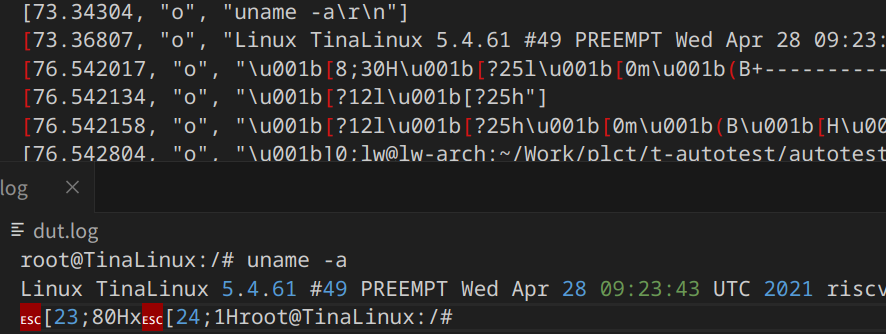 [73.34304, "o", "uname -a\r\n"]
[73.36807, "o", "Linux TinaLinux 5.4.61 #49 PREEMPT Wed Apr 28 09:23:
[76.542017, "o", "\u001b[8;30H\u001b[?25l\u001b[0m\u001b(B+----------
[76.542134, "o", "\u001b[?12l\u001b[?25h"]
[76.542158, "o", "\u001b[?12l\u001b[?25h\u001b[0m\u001b(B\u001b[H\u00
[76.542804, "o", "\u001b]0;lw@lw-arch:~/Work/plct/t-autotest/autotest
log ×
dut.log
root@TinaLinux:/# uname -a
Linux TinaLinux 5.4.61 #49 PREEMPT Wed Apr 28 09:23:43 UTC 2021 riscv
ESC[23;80HxESC[24;1Hroot@TinaLinux:/#